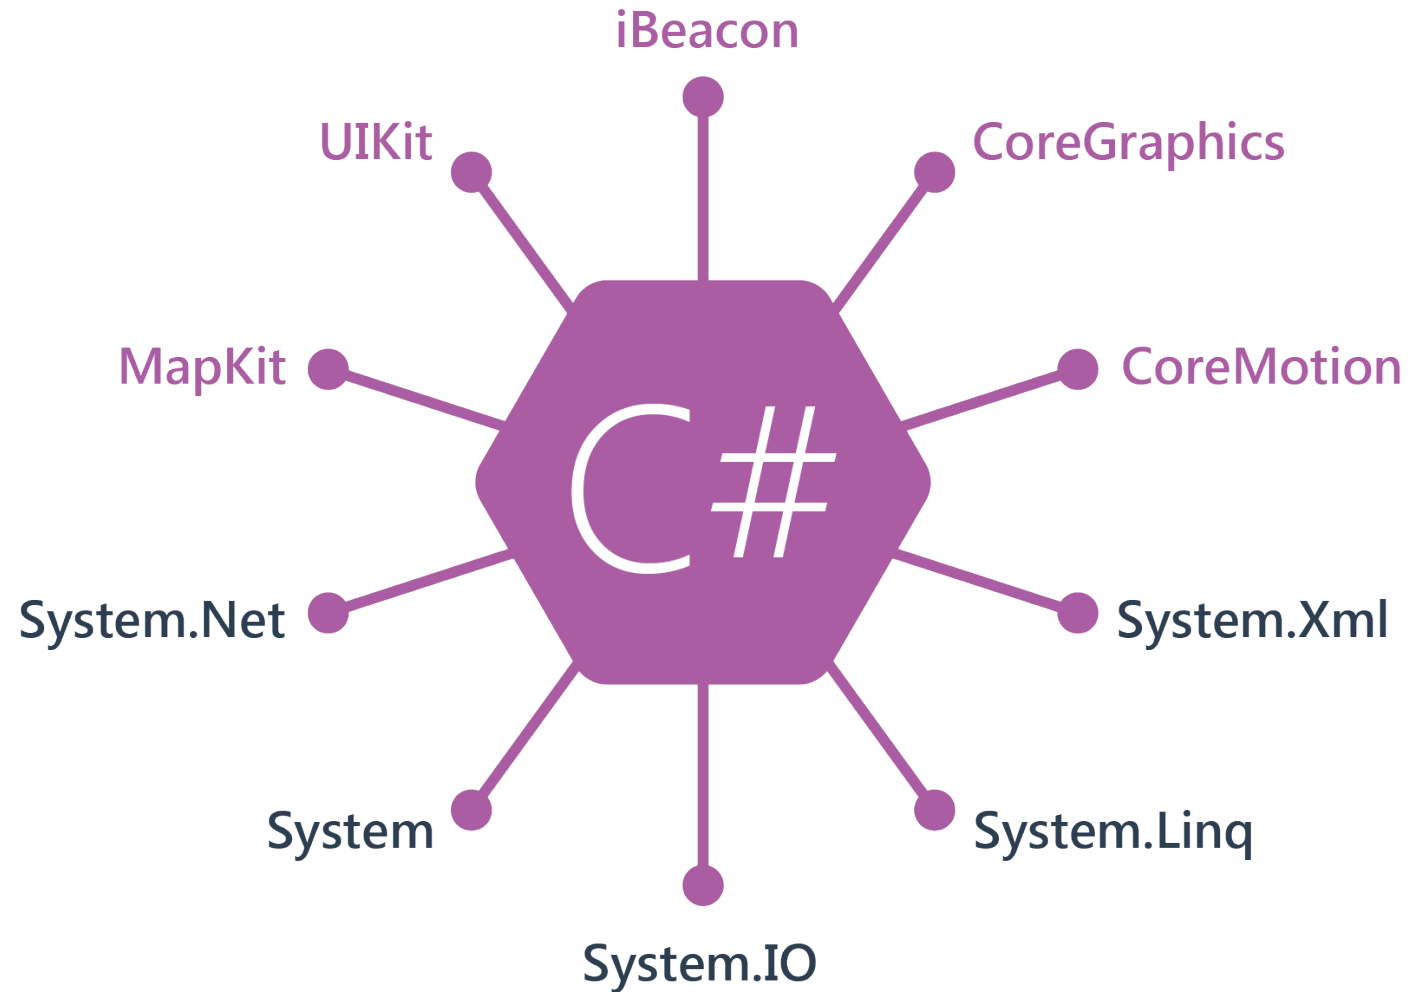 iBeacon
UIKit
CoreGraphics
MapKit
CoreMotion
C#
System.Net
System.Xml
System
System.Linq
System.IO